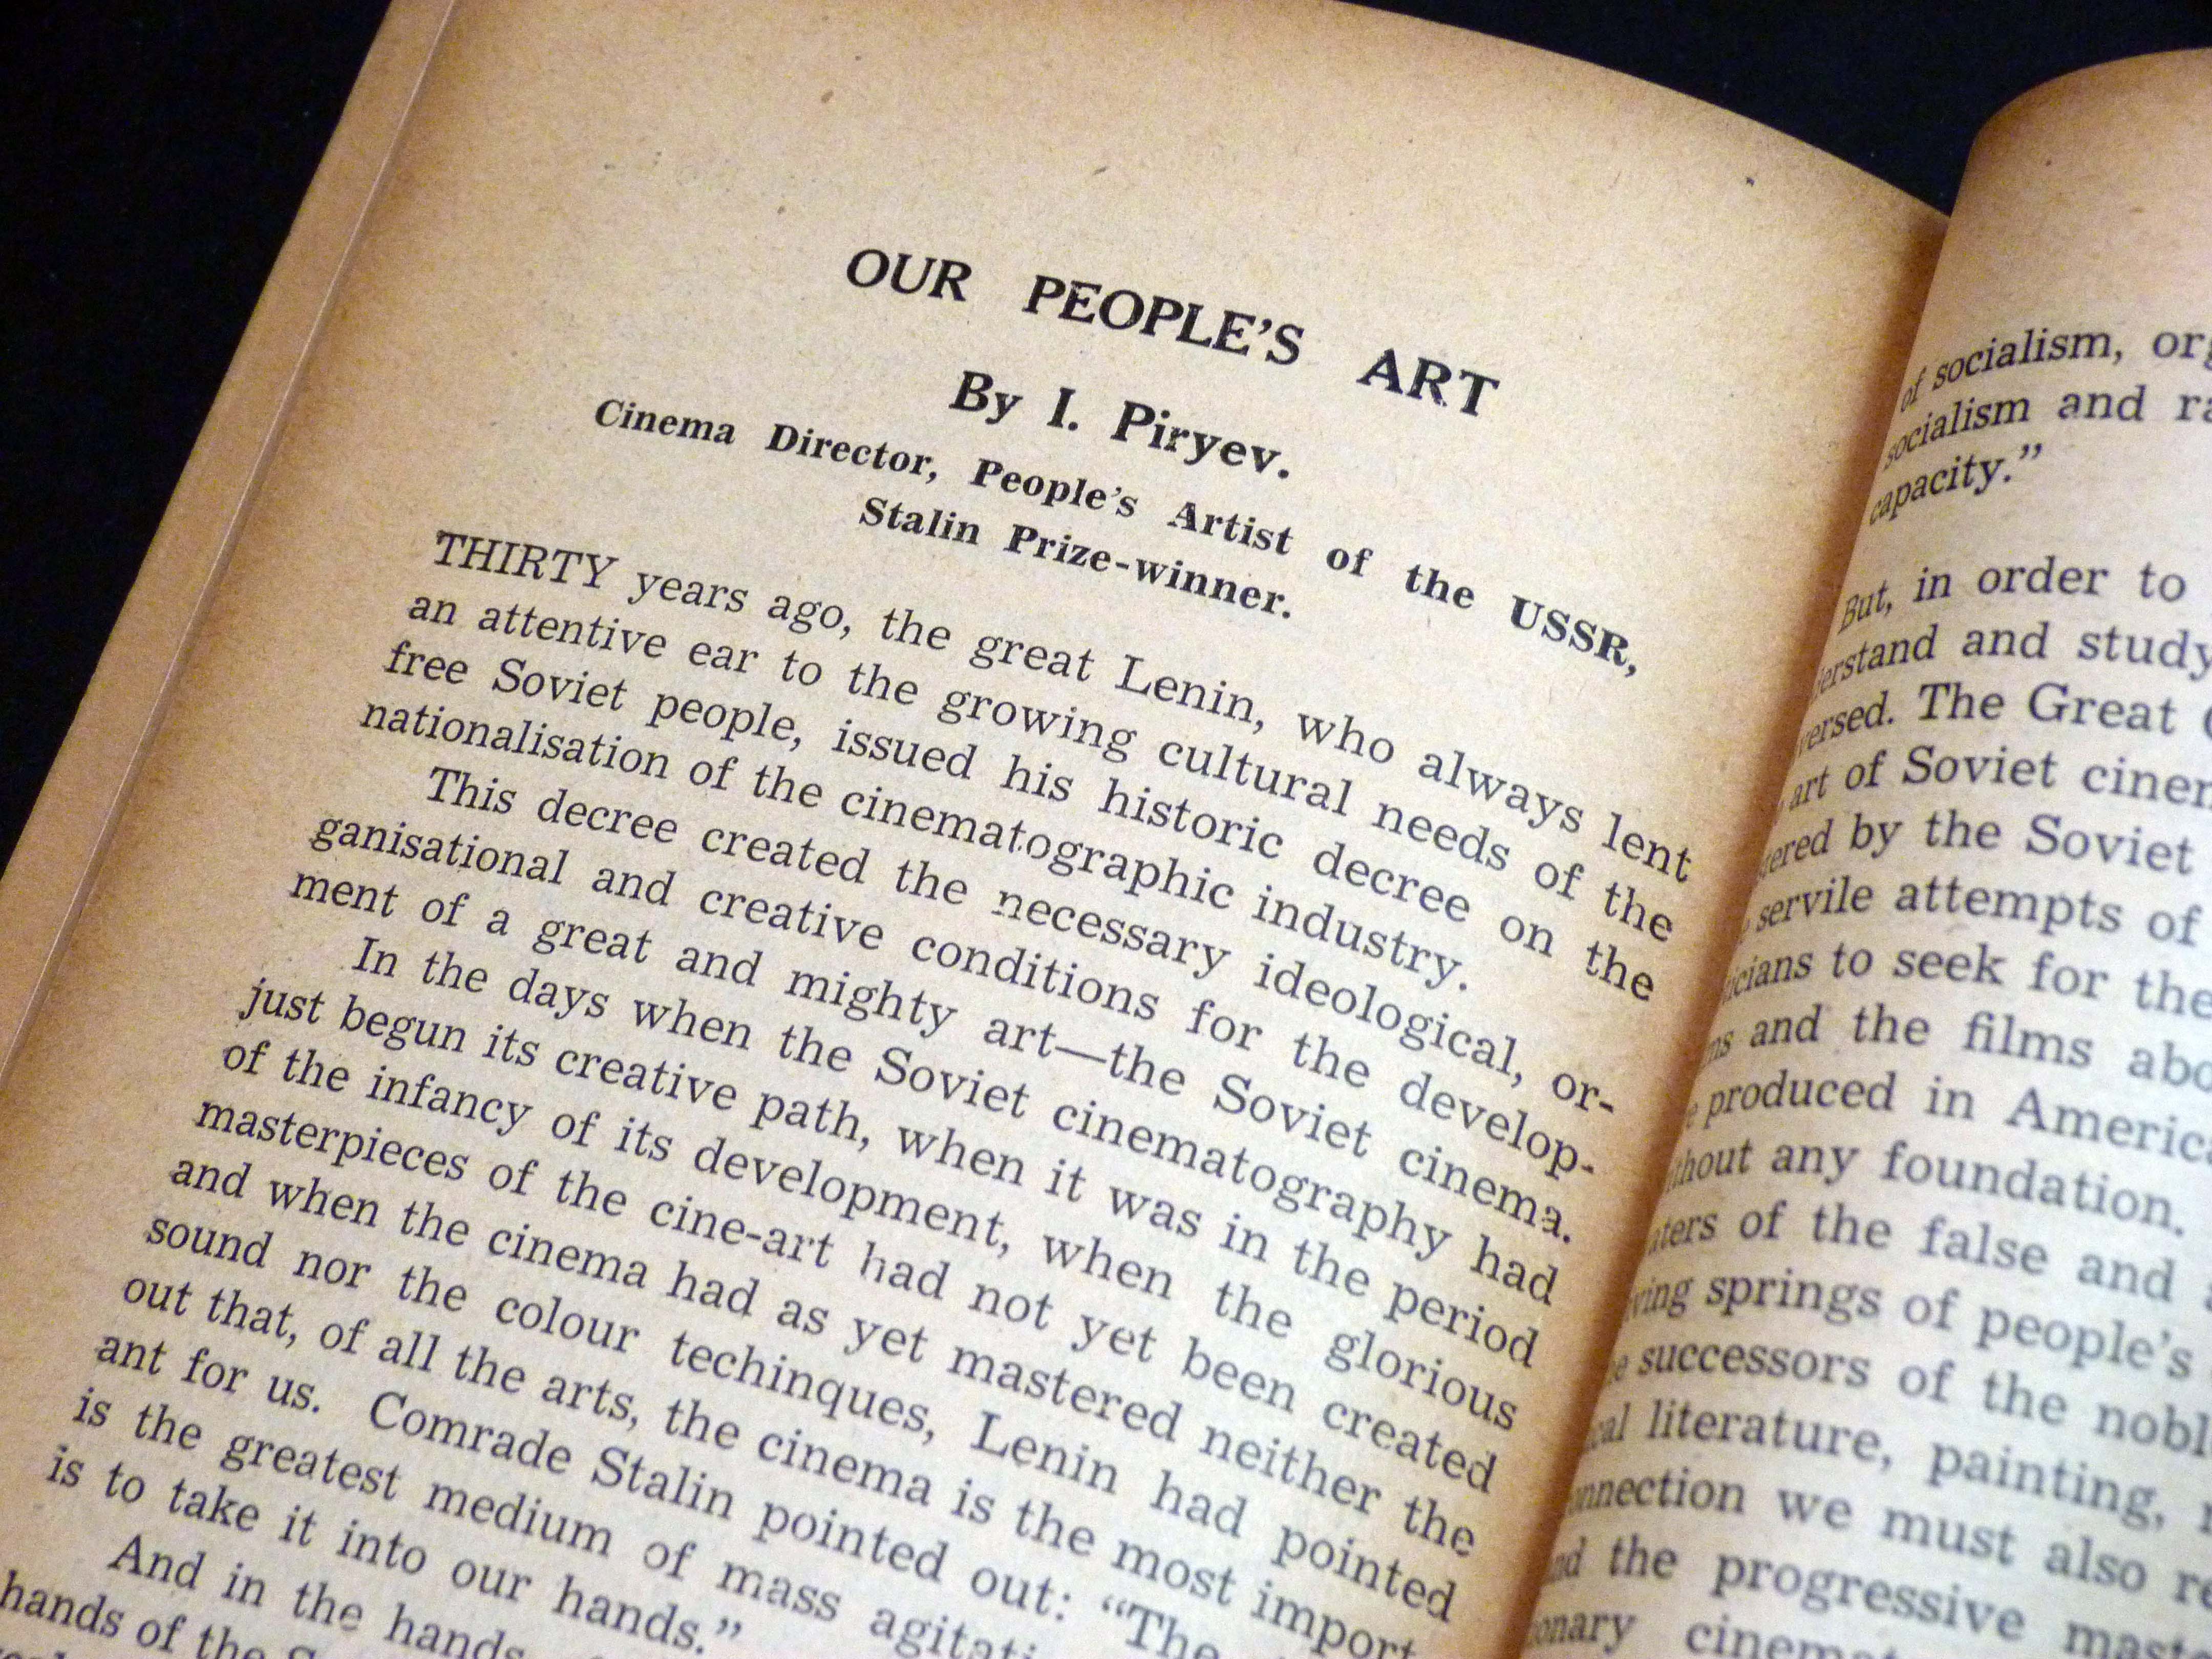 OUR PEOPLE'S ART
By I. Piryev.
Cinema Director, People's Artist of the USSR,
Stalin Prize-winner.
THIRTY years ago, the great Lenin, who always lent
an attentive ear to the growing cultural needs of the
free Soviet people, issued his historic decree on the
nationalisation of the cinematographic industry.
This decree created the necessary ideological, or-
ganisational and creative conditions for the develop-
ment of a great and mighty art—the Soviet cinema.
In the days when the Soviet cinematography had
just begun its creative path, when it was in the period
of the infancy of its development, when the glorious
masterpieces of the cine-art had not yet been created
and when the cinema had as yet mastered neither the
sound nor the colour techinques, Lenin had pointed
out that, of all the arts, the cinema is the most import
ant for us. Comrade Stalin pointed out: “The
is the greatest medium of mass
is to take it into our hands.”
And in the hands
hands of the
of socialism,
socialism and
capacity.”
But, in order to
and study
The Great
art of Soviet
by the Soviet
servile attempts of
to seek for the
and the films
produced in
any foundation.
of the false and
springs of people's
successors of the
literature, painting,
we must also
the progressive